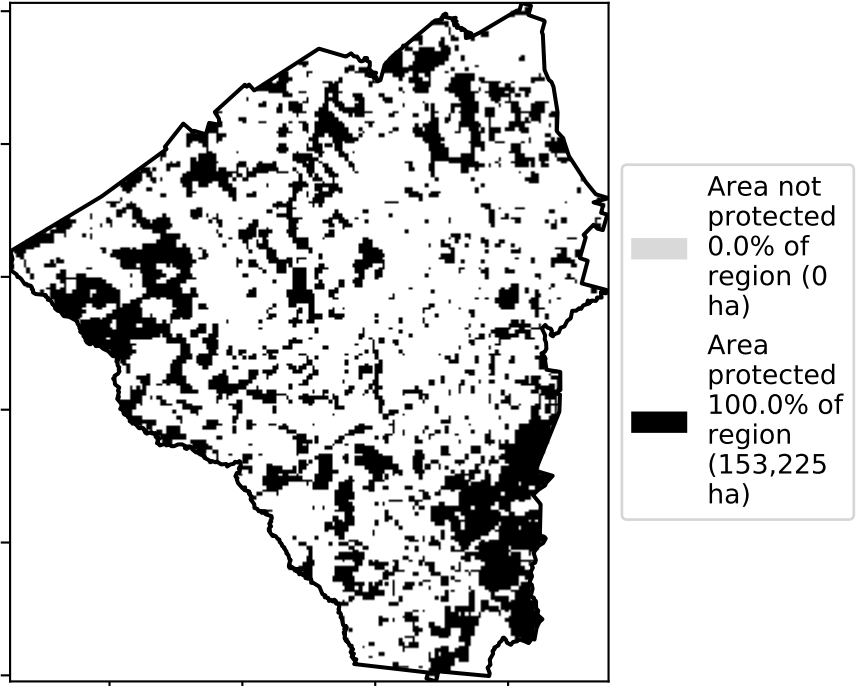 Area not
protected
0.0% of
region (0
ha)
Area
protected
100.0% of
region
(153,225
ha)